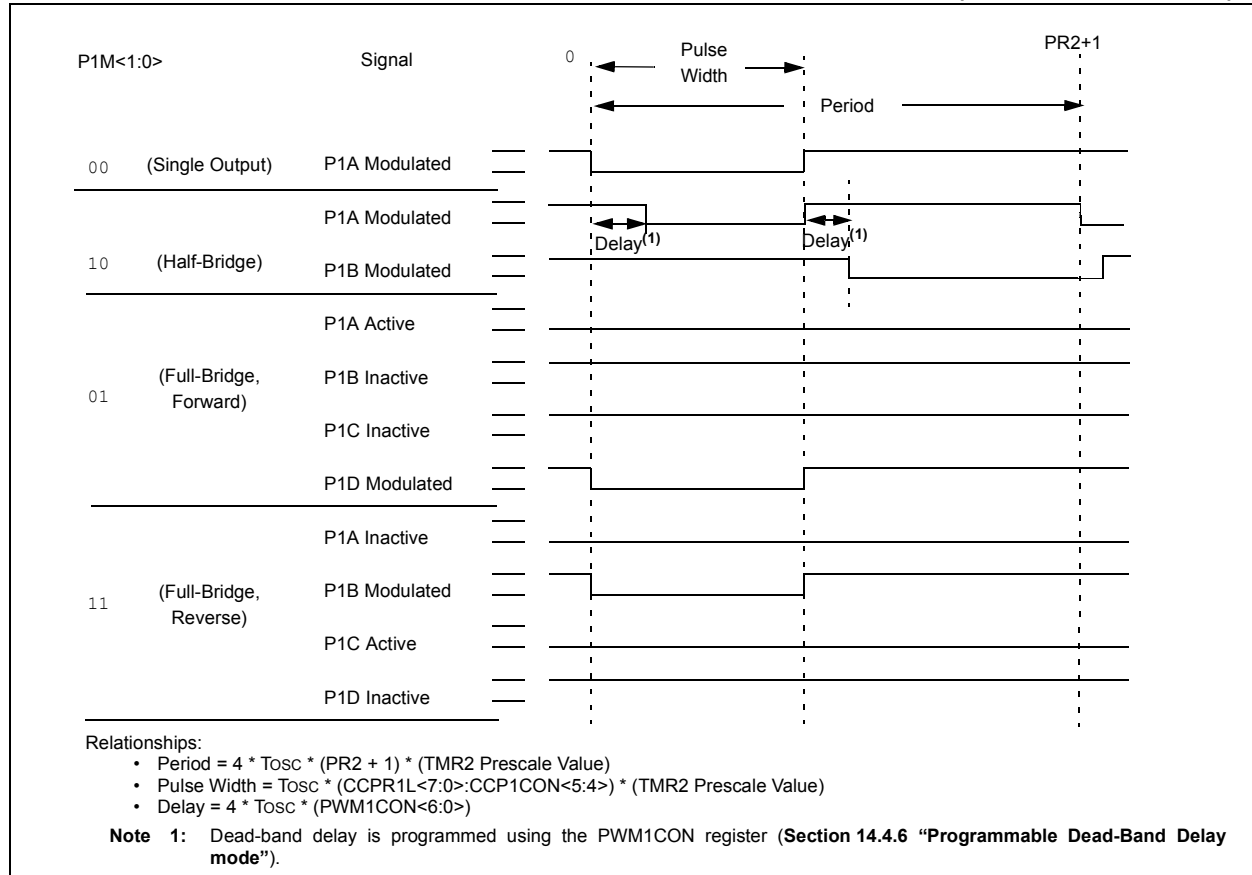 P1M<1:0> Signal 0 Pulse Width PR2+1
Period
00 (Single Output) P1A Modulated
P1A Modulated
Delay(1) Delay(1)
10 (Half-Bridge) P1B Modulated
P1A Active
(Full-Bridge, P1B Inactive
01 Forward)
P1C Inactive
P1D Modulated
P1A Inactive
(Full-Bridge, P1B Modulated
11 Reverse)
P1C Active
P1D Inactive
Relationships:
• Period = 4 * TOSC * (PR2 + 1) * (TMR2 Prescale Value)
• Pulse Width = TOSC * (CCPR1L<7:0>:CCP1CON<5:4>) * (TMR2 Prescale Value)
• Delay = 4 * TOSC * (PWM1CON<6:0>)
Note 1: Dead-band delay is programmed using the PWM1CON register (Section 14.4.6 “Programmable Dead-Band Delay
mode”).